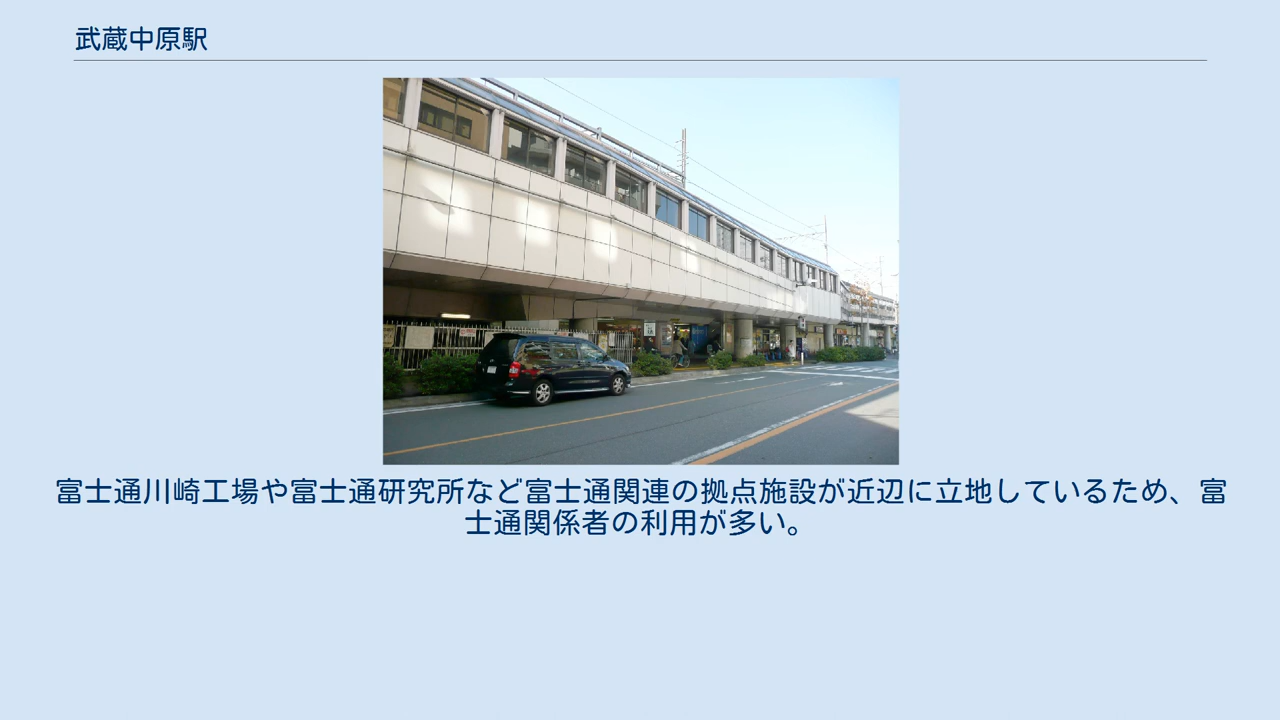 武蔵中原駅
富士通川崎工場や富士通研究所など富士通関連の拠点施設が近辺に立地しているため、富
士通関係者の利用が多い。